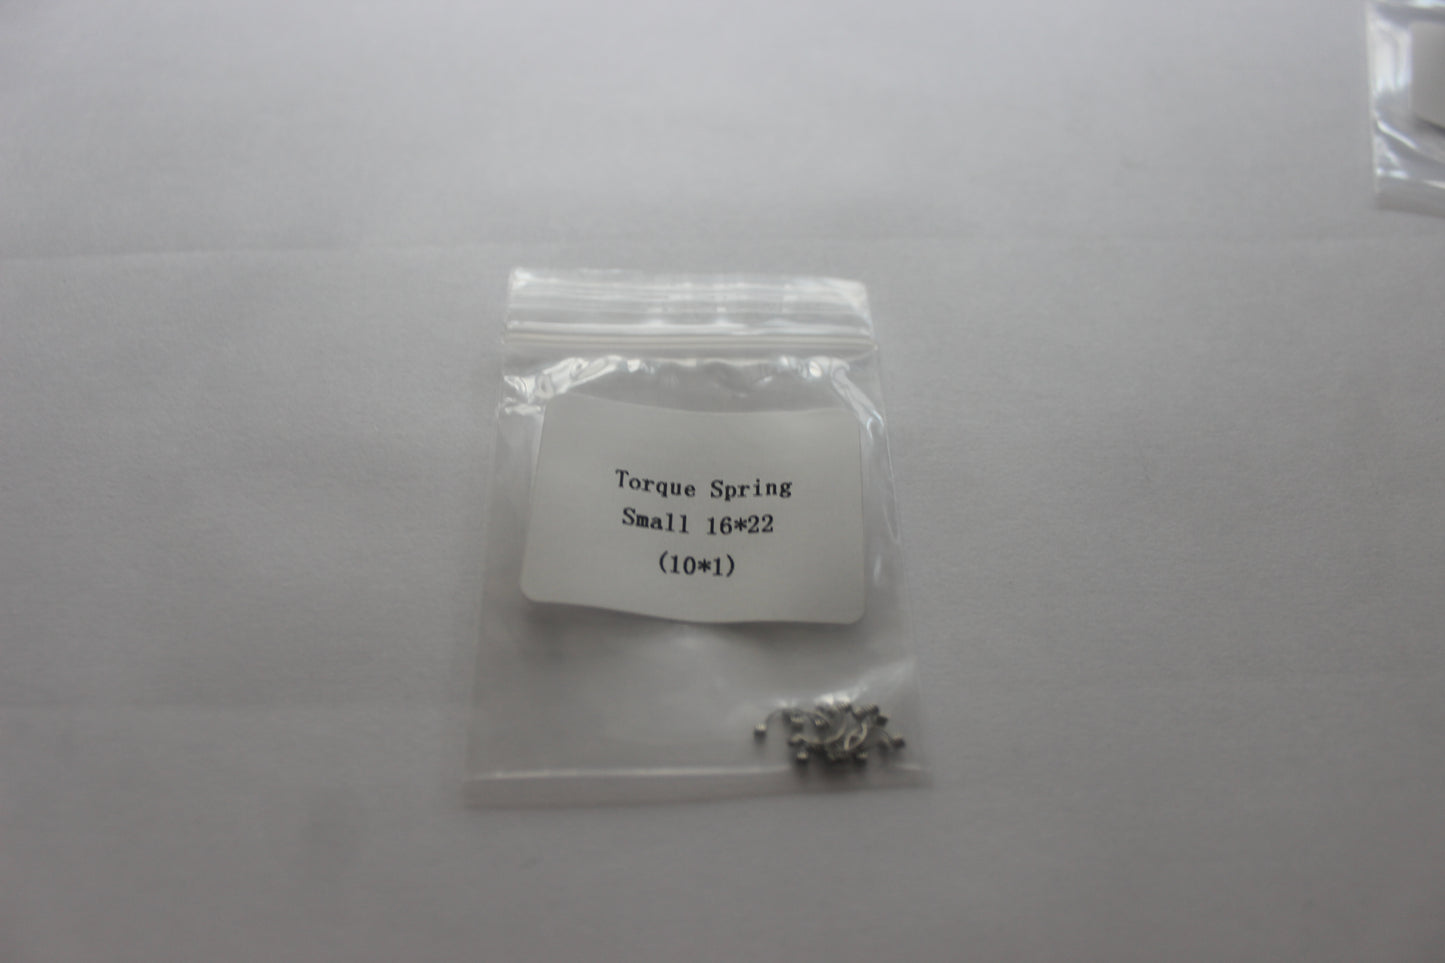 Torque Spring
Small 16*22
(10*1)